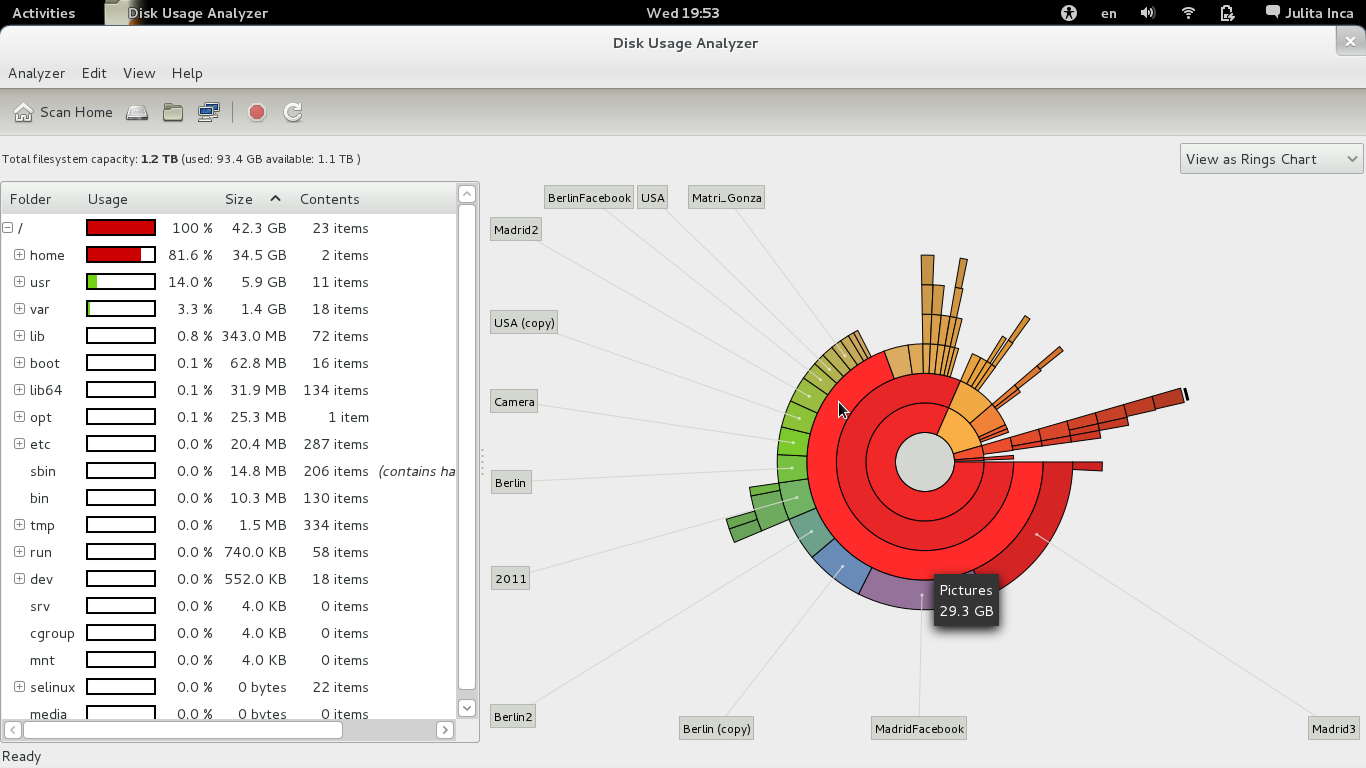 Activities Disk Usage Analyzer Wed 19:53 en Julita Inca
Disk Usage Analyzer
Analyzer Edit View Help
Scan Home
Total filesystem capacity: 1.2 TB (used: 93.4 GB available: 1.1 TB )
View as Rings Chart
Folder Usage Size Contents
/ 100 % 42.3 GB 23 items
home 81.6 % 34.5 GB 2 items
usr 14.0 % 5.9 GB 11 items
var 3.3 % 1.4 GB 18 items
lib 0.8 % 343.0 MB 72 items
boot 0.1 % 62.8 MB 16 items
lib64 0.1 % 31.9 MB 134 items
opt 0.1 % 25.3 MB 1 item
etc 0.0 % 20.4 MB 287 items
sbin 0.0 % 14.8 MB 206 items (contains ha
bin 0.0 % 10.3 MB 130 items
tmp 0.0 % 1.5 MB 334 items
run 0.0 % 740.0 KB 58 items
dev 0.0 % 552.0 KB 18 items
srv 0.0 % 4.0 KB 0 items
cgroup 0.0 % 4.0 KB 0 items
mnt 0.0 % 4.0 KB 0 items
selinux 0.0 % 0 bytes 22 items
media 0.0 % 0 bytes 0 items
BerlinFacebook USA Matri_Gonza
Madrid2
USA (copy)
Camera
Berlin
2011
Pictures
29.3 GB
Berlin2
Berlin (copy) MadridFacebook Madrid3
Ready